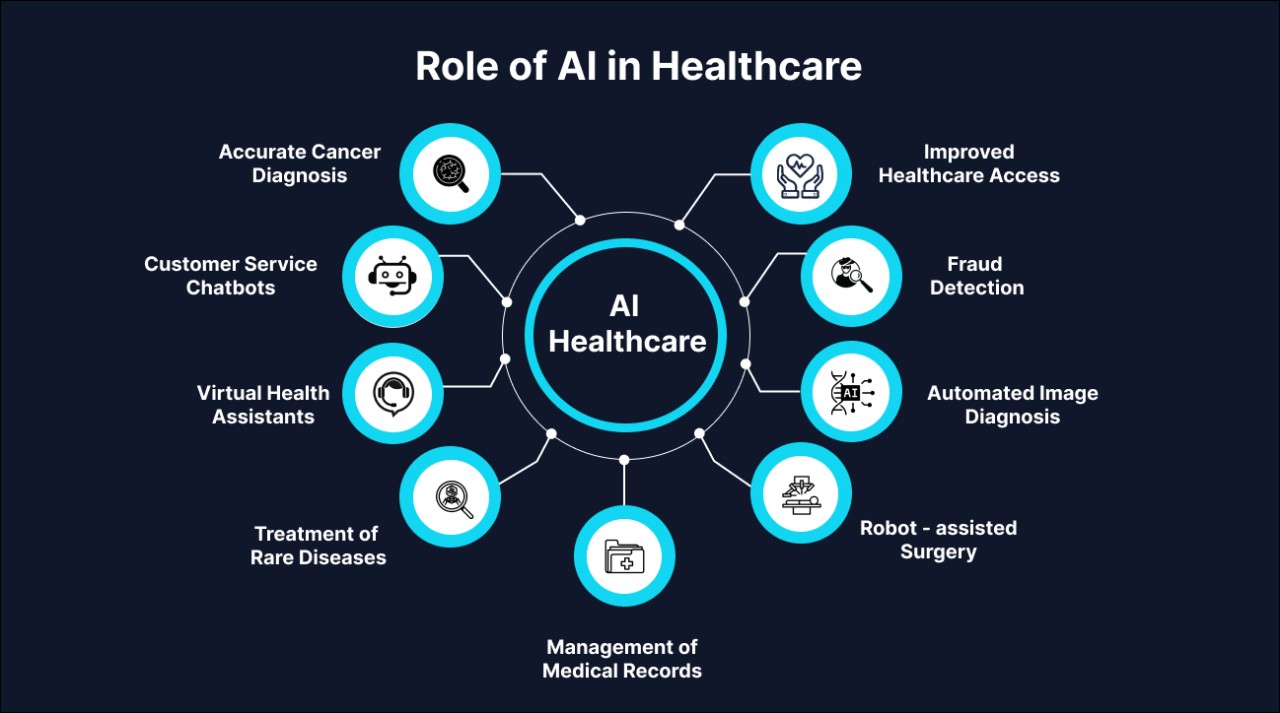 Role of AI in Healthcare
Accurate Cancer
Diagnosis
Improved
Healthcare Access
Customer Service
Chatbots
Fraud
Detection
AI
Healthcare
Virtual Health
Assistants
Automated Image
Diagnosis
AI
Treatment of
Rare Diseases
Robot - assisted
Surgery
Management of
Medical Records